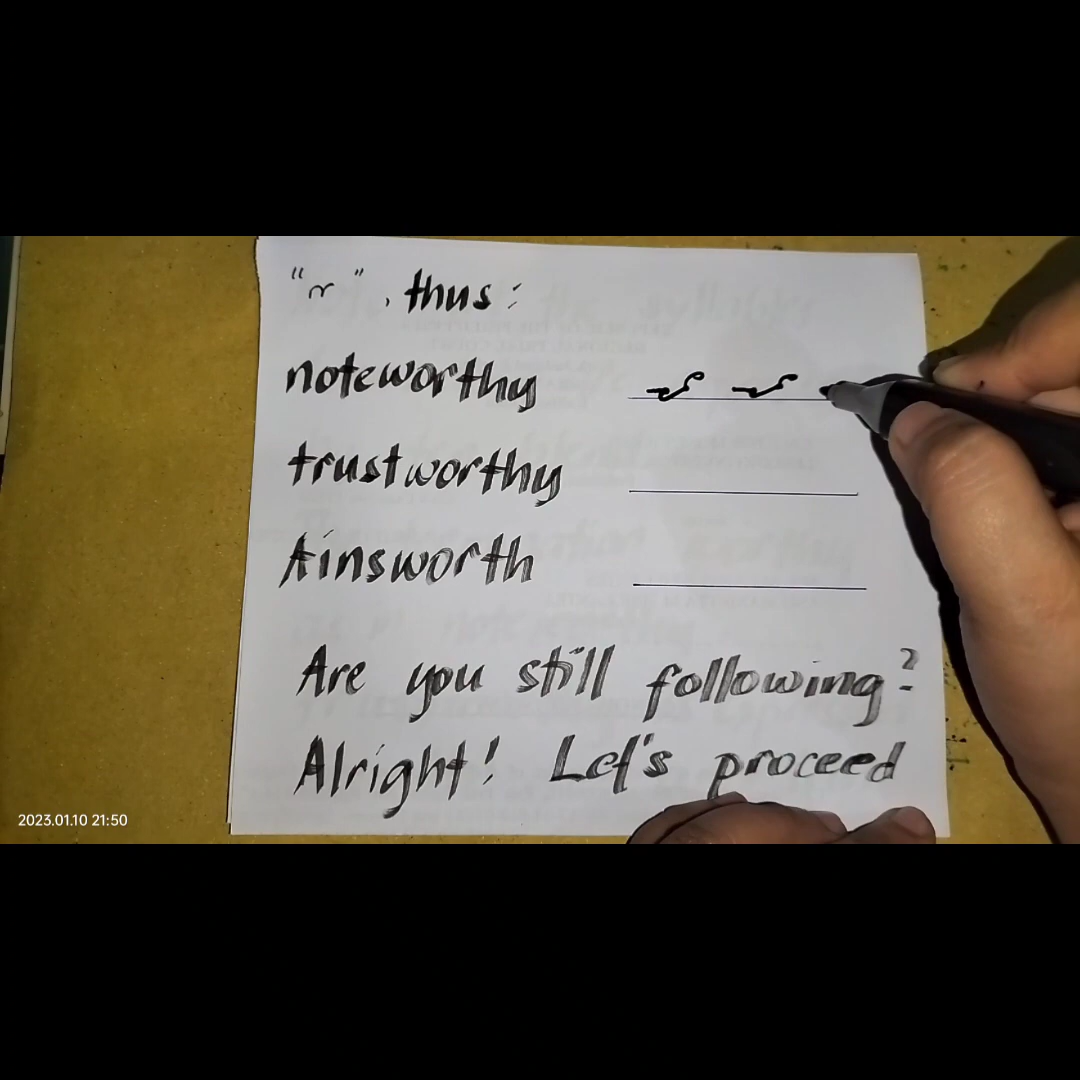 "~", thus:
noteworthy
trustworthy
Ainsworth
Are you still following?
Alright! Let's proceed
2023.01.10 21:50